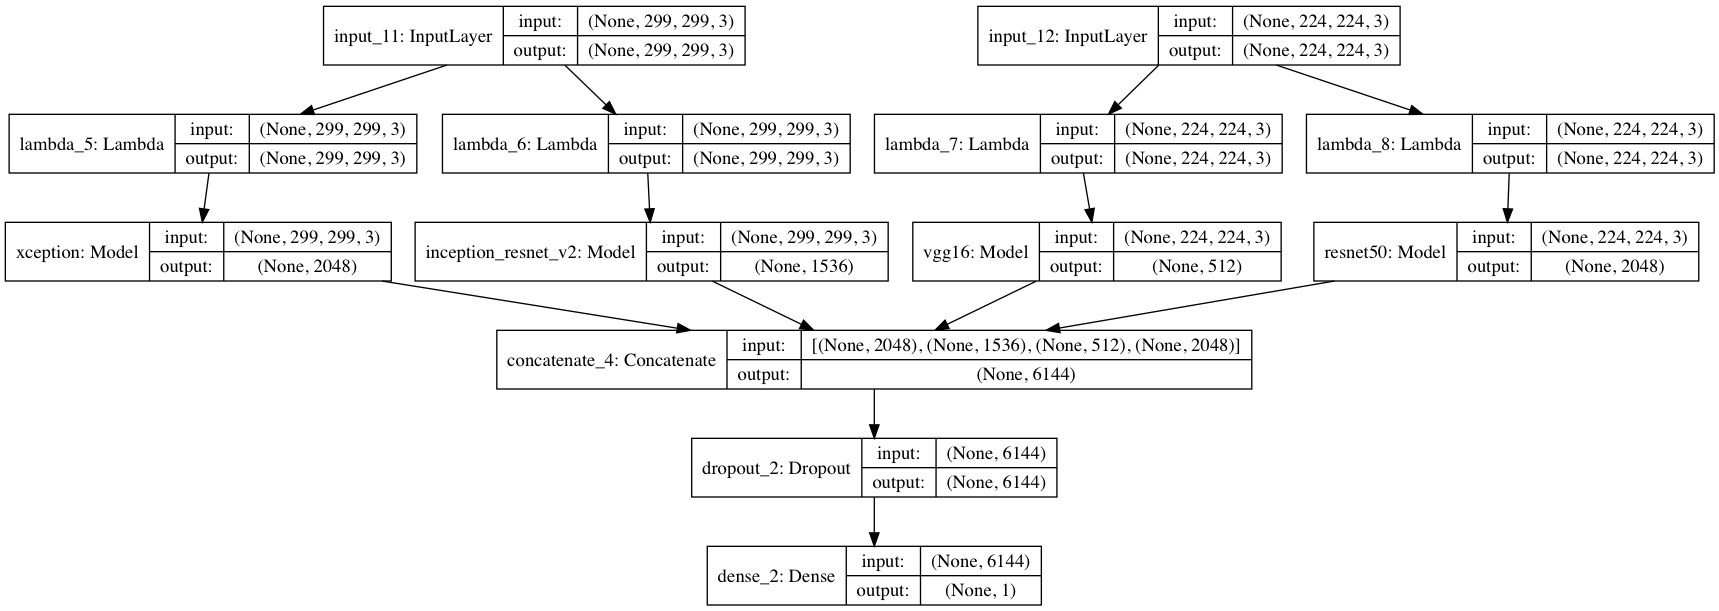 input_11: InputLayer
input: (None, 299, 299, 3)
output: (None, 299, 299, 3)
input_12: InputLayer
input: (None, 224, 224, 3)
output: (None, 224, 224, 3)
lambda_5: Lambda
input: (None, 299, 299, 3)
output: (None, 299, 299, 3)
lambda_6: Lambda
input: (None, 299, 299, 3)
output: (None, 299, 299, 3)
lambda_7: Lambda
input: (None, 224, 224, 3)
output: (None, 224, 224, 3)
lambda_8: Lambda
input: (None, 224, 224, 3)
output: (None, 224, 224, 3)
xception: Model
input: (None, 299, 299, 3)
output: (None, 2048)
inception_resnet_v2: Model
input: (None, 299, 299, 3)
output: (None, 1536)
vgg16: Model
input: (None, 224, 224, 3)
output: (None, 512)
resnet50: Model
input: (None, 224, 224, 3)
output: (None, 2048)
concatenate_4: Concatenate
input: [(None, 2048), (None, 1536), (None, 512), (None, 2048)]
output: (None, 6144)
dropout_2: Dropout
input: (None, 6144)
output: (None, 6144)
dense_2: Dense
input: (None, 6144)
output: (None, 1)